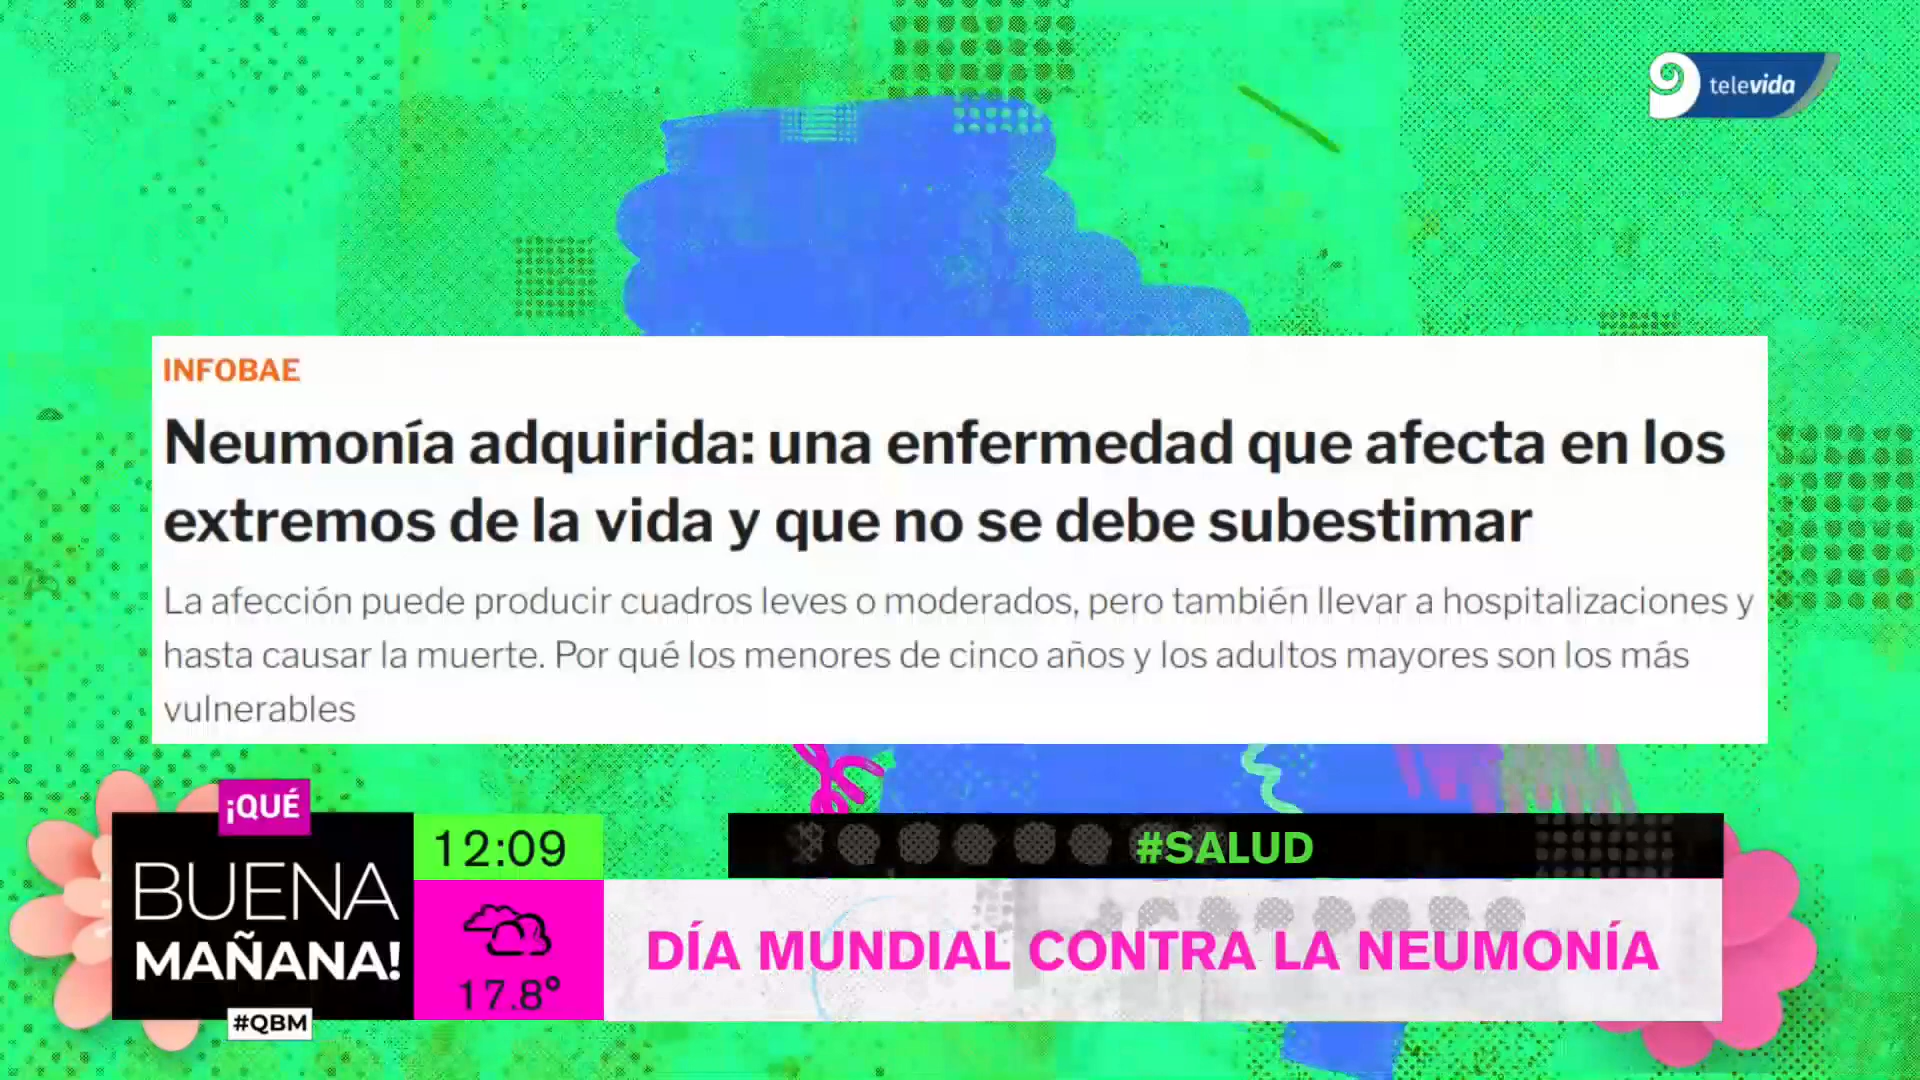 televida
INFOBAE
Neumonía adquirida: una enfermedad que afecta en los
extremos de la vida y que no se debe subestimar
La afección puede producir cuadros leves o moderados, pero también llevar a hospitalizaciones y
hasta causar la muerte. Por qué los menores de cinco años y los adultos mayores son los más
vulnerables
¡QUÉ
BUENA
MAÑANA!
#QBM
12:09
17.8°
#SALUD
DÍA MUNDIAL CONTRA LA NEUMONÍA